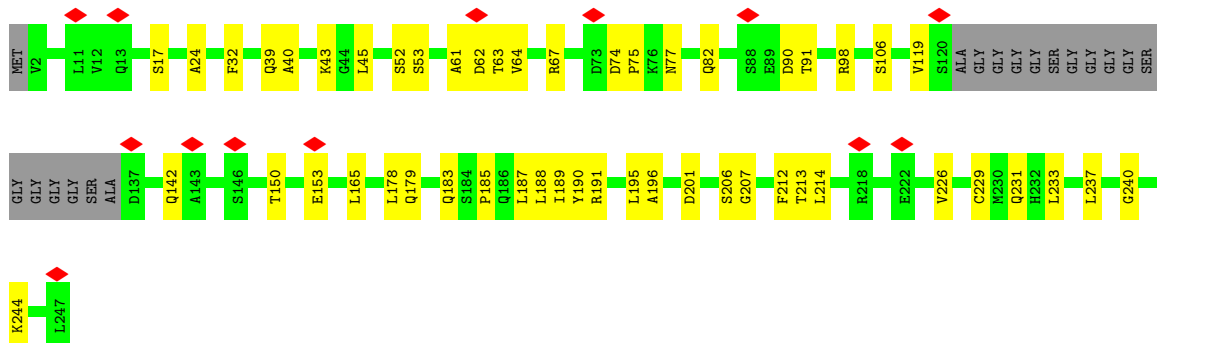 MET V2 L11 V12 Q13 S17 A24 F32 Q39 A40 K43 G44 L45 S52 S53 A61 D62 T63 V64 R67 D73 D74 P75 K76 N77 Q82 S88 E89 D90 T91 R98 S106 V119 S120 ALA GLY GLY GLY GLY SER GLY GLY GLY GLY SER
GLY GLY GLY GLY SER ALA D137 Q142 A143 S146 T150 E153 L165 L178 Q179 Q183 S184 P185 Q186 L187 L188 I189 Y190 R191 L195 A196 D201 S206 G207 F212 T213 L214 R218 E222 V226 C229 M230 Q231 H232 L233 L237 G240
K244 L247